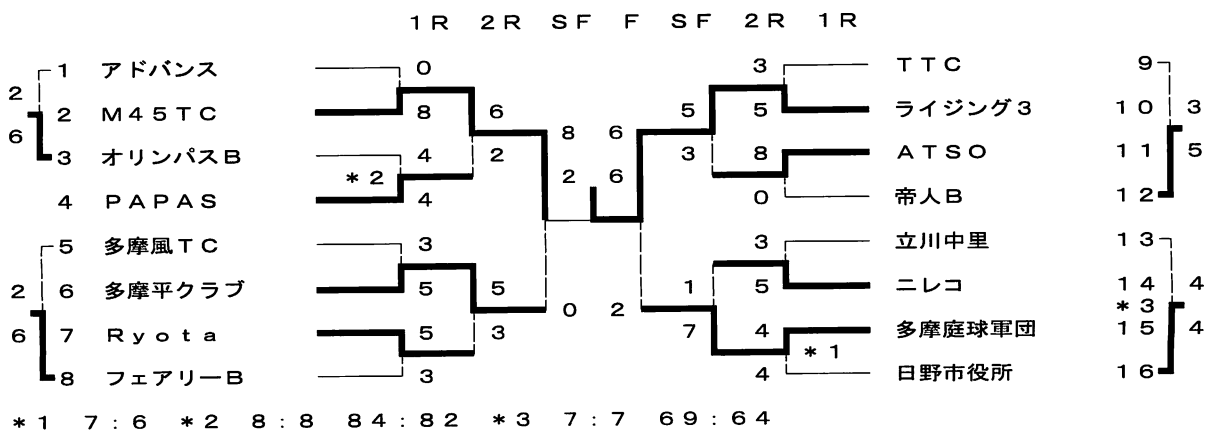 1R 2R SF F SF 2R 1R
1 アドバンス 0 3 TTC 9
2 2 M45TC 8 6 5 5 ライジング3 10 3
8 6
6 3 オリンパスB 4 2 3 8 ATSO 11 5
*2 2 6
4 PAPAS 4 0 帝人B 12
5 多摩風TC 3 3 立川中里 13
2 6 多摩平クラブ 5 5 1 5 ニレコ 14 4
0 2 *3
6 7 Ryota 5 3 7 4 多摩庭球軍団 15 4
*1
8 フェアリーB 3 4 日野市役所 16
*1 7:6 *2 8:8 84:82 *3 7:7 69:64